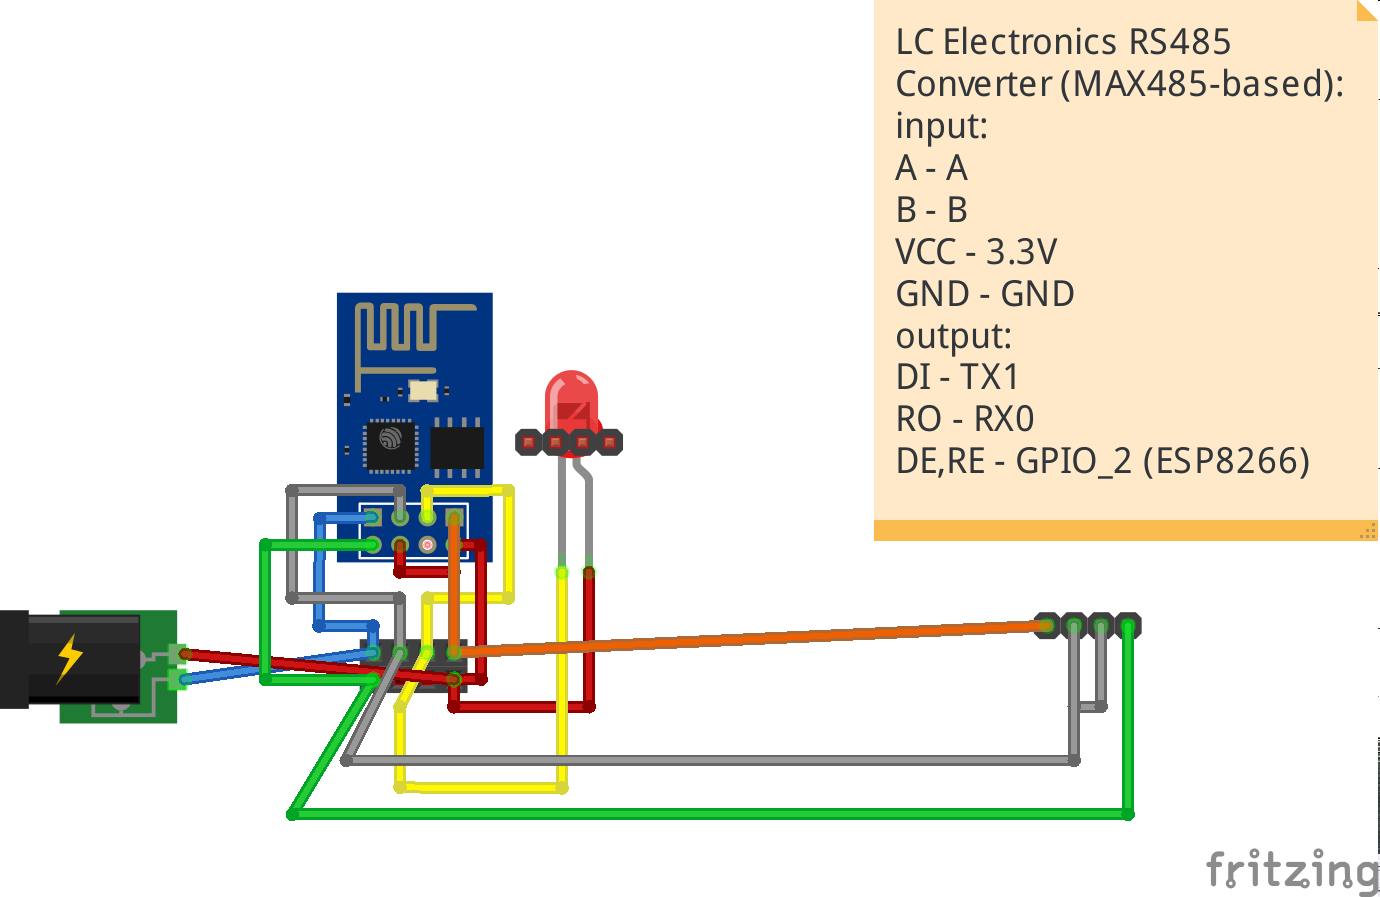 LC Electronics RS485
Converter (MAX485-based):
input:
A - A
B - B
VCC - 3.3V
GND - GND
output:
DI - TX1
RO - RX0
DE,RE - GPIO_2 (ESP8266)
fritzing